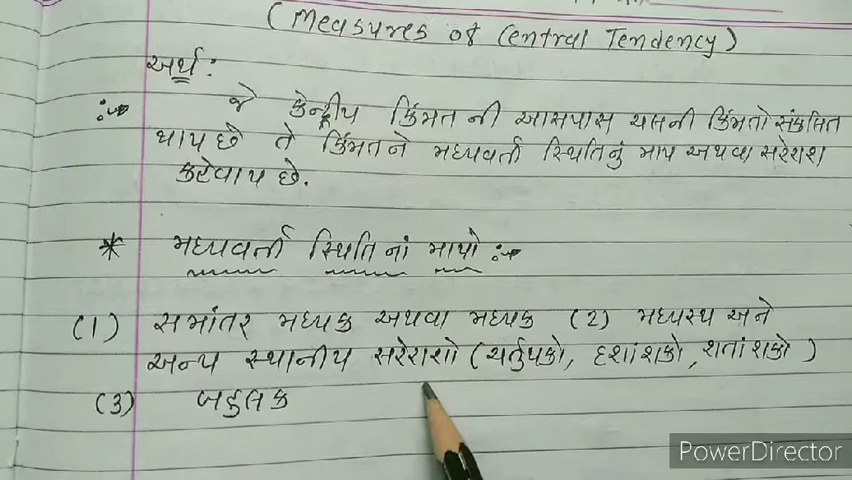 (Measures of Central Tendency)
અર્થ :
જે કેન્દ્રીય કિંમત ની આસપાસ ચલની કિંમતો સંકલિત
થાય છે તે કિંમતને મધ્યવર્તી સ્થિતિનું માપ અથવા સરેરાશ
કહેવાય છે.
* મધ્યવર્તી સ્થિતિ નાં માપો :→
(1) સમાંતર મધ્યક અથવા મધ્યક (2) મધ્યસ્થ અને
અન્ય સ્થાનીય સરેરાશો (ચર્તુથકો, દશાંશકો, શતાંશકો)
(3) બહુલક
PowerDirector